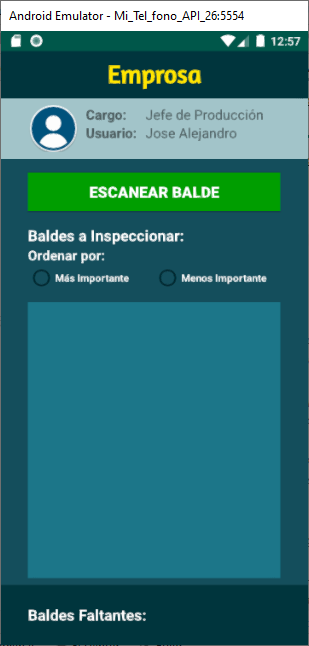 Android Emulator - Mi_Tel_fono_API_26:5554
12:57
Emprosa
Cargo: Jefe de Producción
Usuario: Jose Alejandro
ESCANEAR BALDE
Baldes a Inspeccionar:
Ordenar por:
Más Importante Menos Importante
Baldes Faltantes: